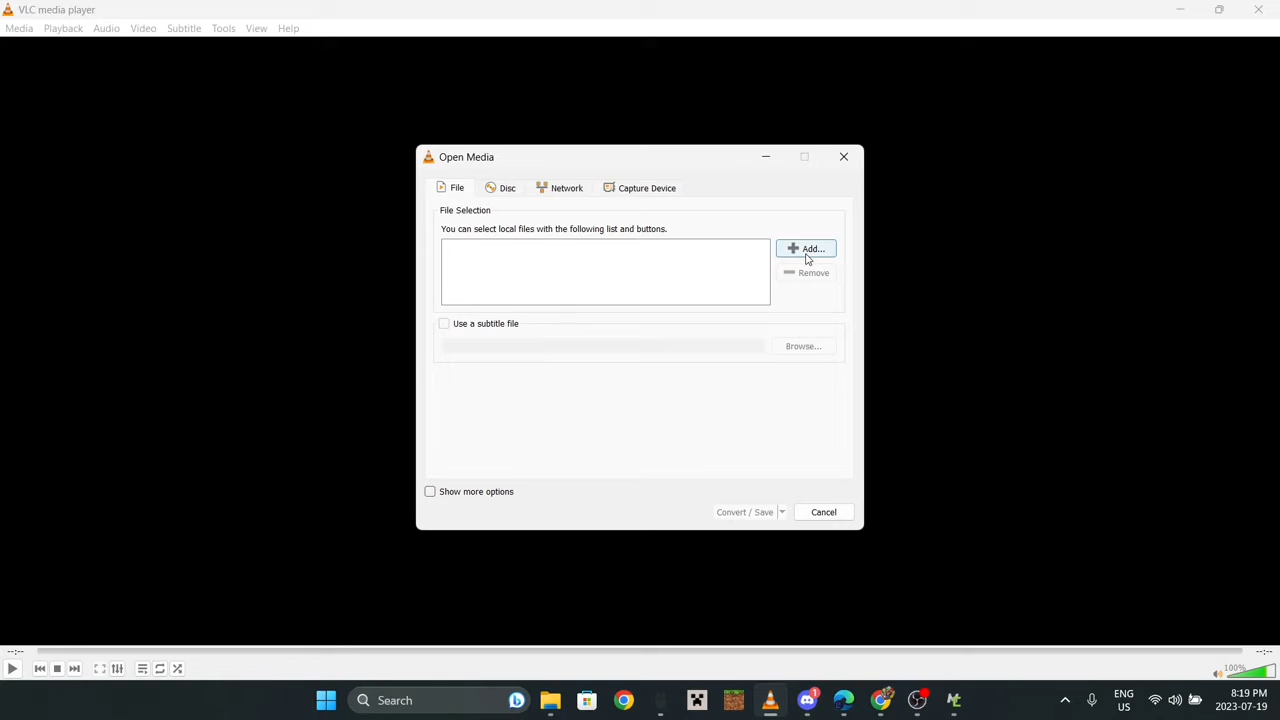 VLC media player
Media Playback Audio Video Subtitle Tools View Help
Open Media
File Disc Network Capture Device
File Selection
You can select local files with the following list and buttons.
Add...
Remove
Use a subtitle file
Browse...
Show more options
Convert / Save Cancel
--:-- --:--
100%
Search 1 ENG 8:19 PM
US 2023-07-19